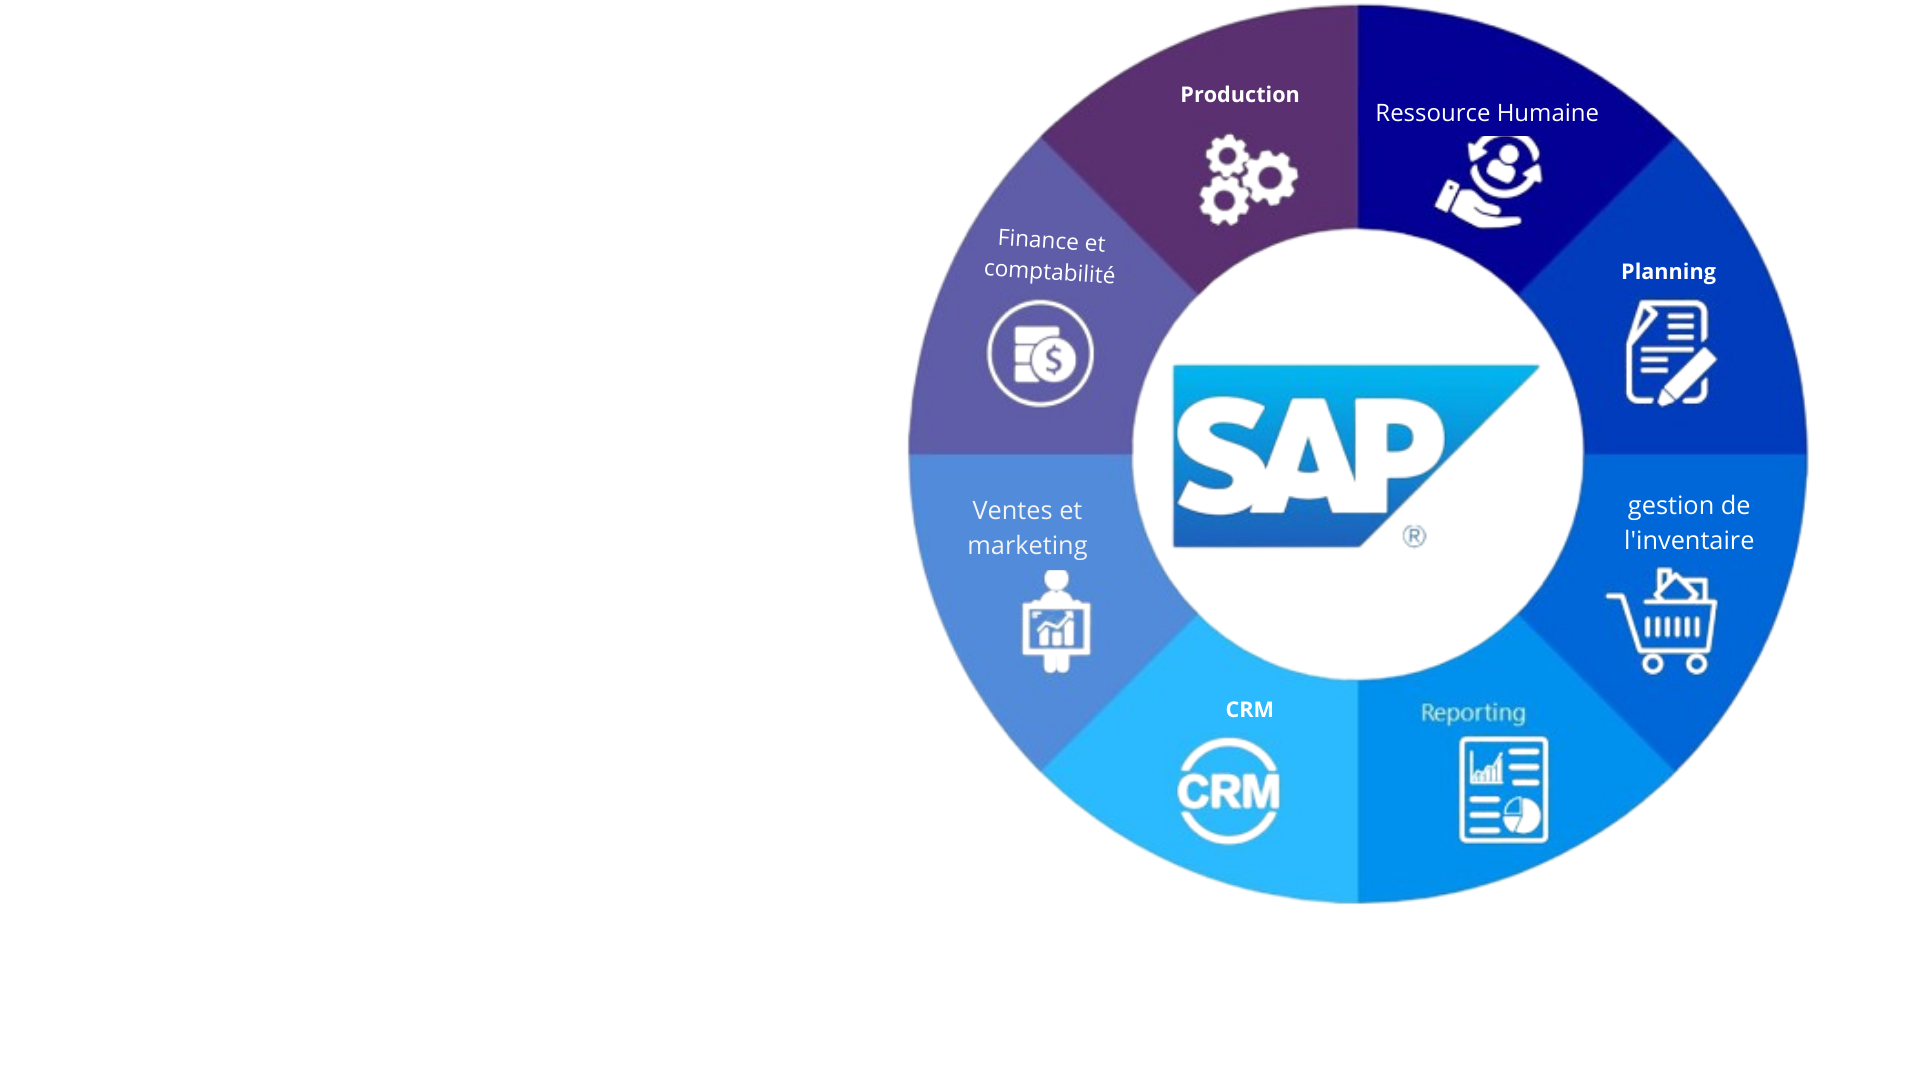 Production
Ressource Humaine
Finance et
comptabilité
$
Planning
SAP
®
Ventes et
marketing
gestion de
l'inventaire
CRM
CRM
Reporting